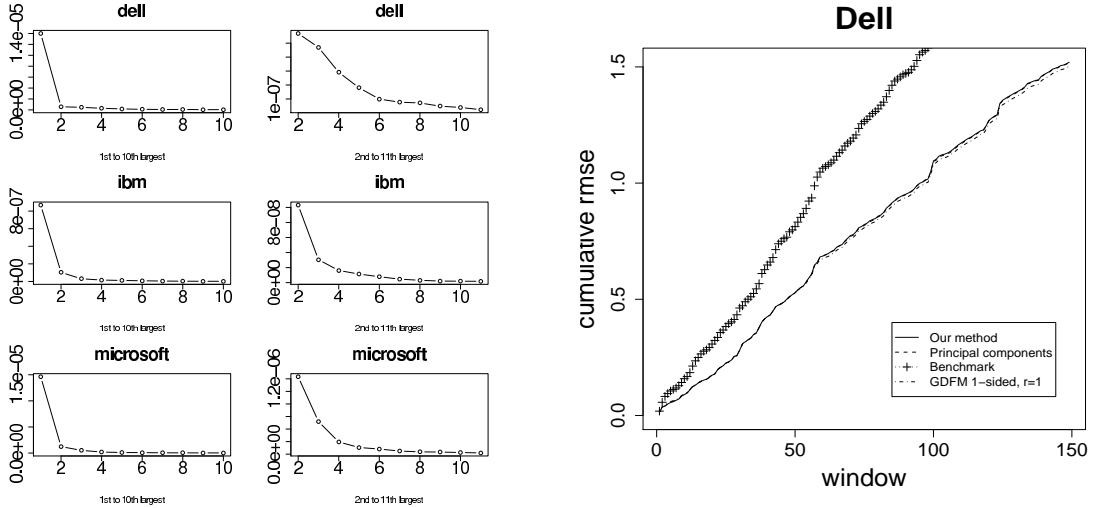 dell
1.4e-05
0.0e+00
2 4 6 8 10
1st to 10th largest
dell
1e-07
2 4 6 8 10
2nd to 11th largest
ibm
8e-07
0e+00
2 4 6 8 10
1st to 10th largest
ibm
8e-08
0e+00
2 4 6 8 10
2nd to 11th largest
microsoft
1.5e-05
0.0e+00
2 4 6 8 10
1st to 10th largest
microsoft
1.2e-06
0.0e+00
2 4 6 8 10
2nd to 11th largest
Dell
cumulative rmse
1.5
1.0
0.5
0.0
Our method
Principal components
Benchmark
GDFM 1−sided, r=1
0 50 100 150
window